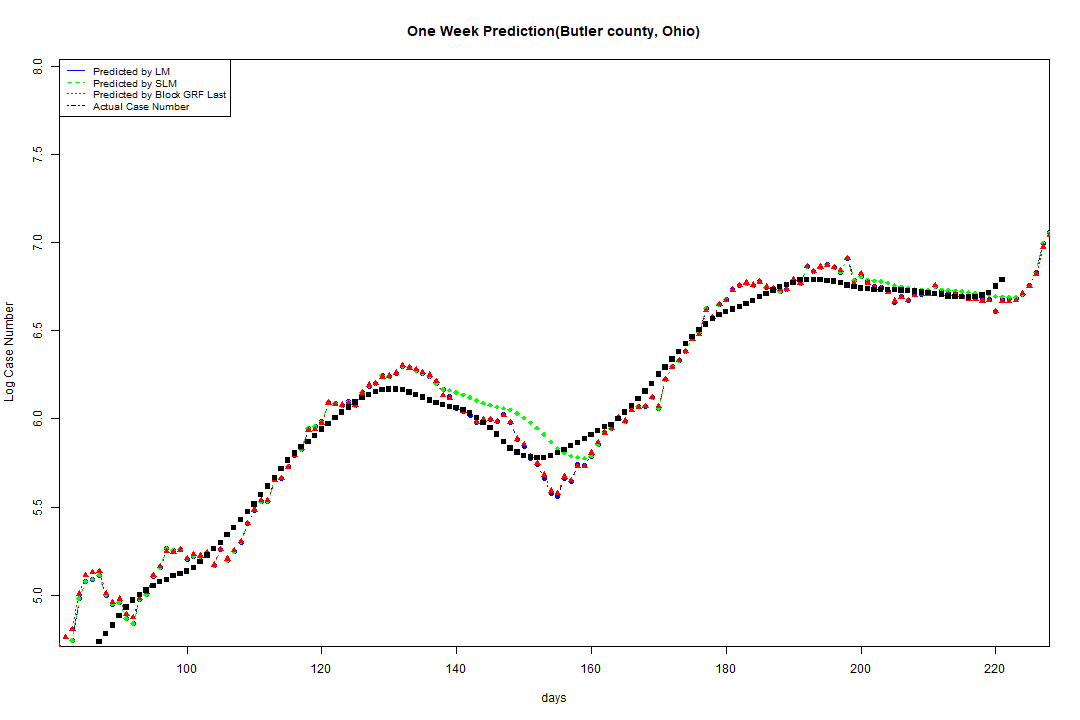 One Week Prediction(Butler county, Ohio)
Predicted by LM
Predicted by SLM
Predicted by Block GRF Last
Actual Case Number
8.0
7.5
7.0
6.5
6.0
5.5
5.0
Log Case Number
100 120 140 160 180 200 220
days